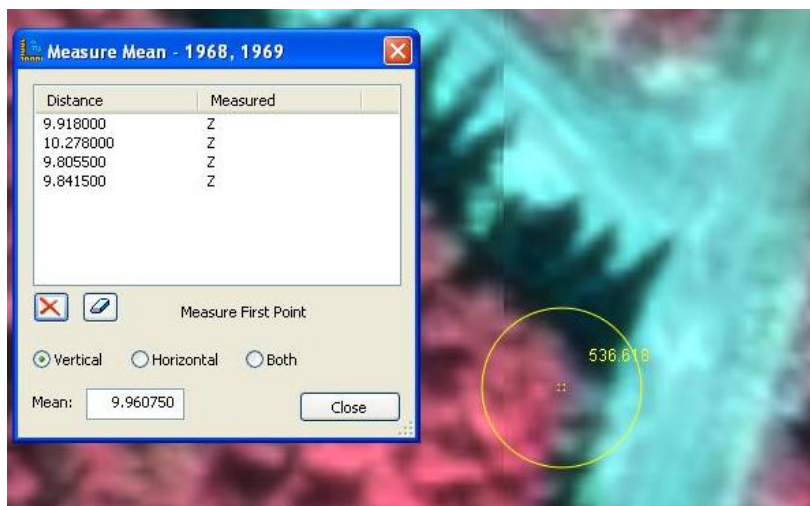 Measure Mean - 1968, 1969
Distance Measured
9.918000 Z
10.278000 Z
9.805500 Z
9.841500 Z
Measure First Point
Vertical Horizontal Both
Mean: 9.960750 Close
536.618